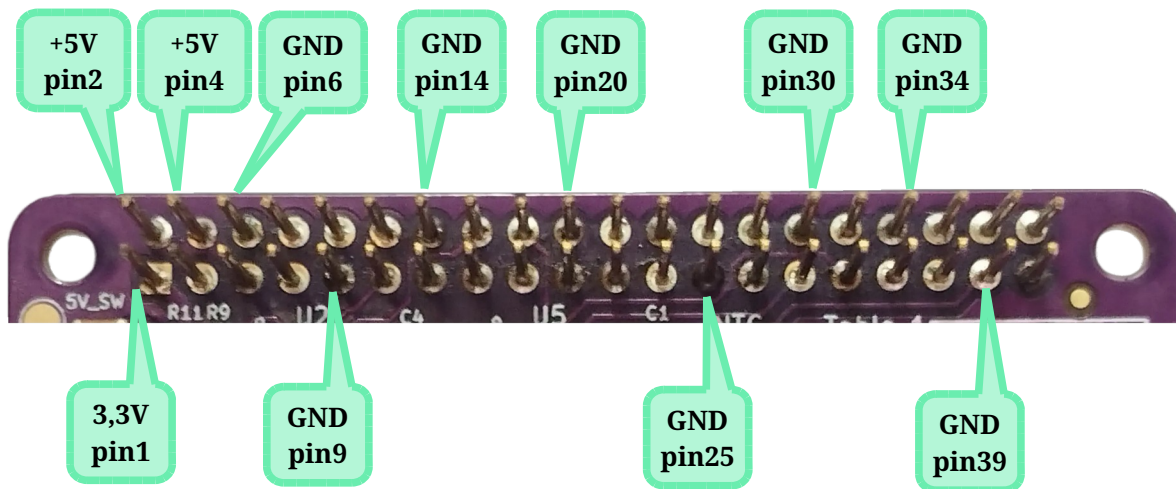 +5V
pin2
+5V
pin4
GND
pin6
GND
pin14
GND
pin20
GND
pin30
GND
pin34
5V_SW
R11 R9
U2
C4
U5
C1
3,3V
pin1
GND
pin9
GND
pin25
GND
pin39